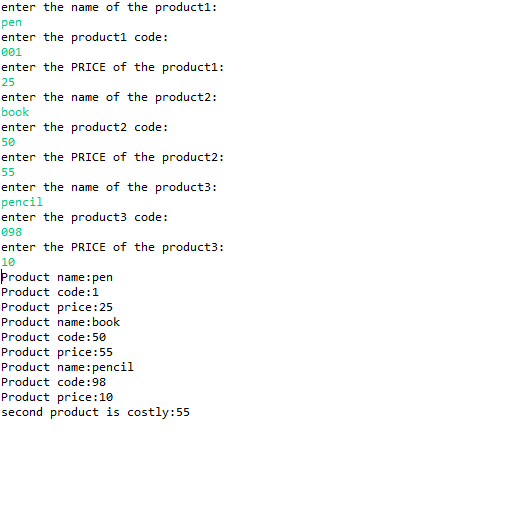 enter the name of the product1:
pen
enter the product1 code:
001
enter the PRICE of the product1:
25
enter the name of the product2:
book
enter the product2 code:
50
enter the PRICE of the product2:
55
enter the name of the product3:
pencil
enter the product3 code:
098
enter the PRICE of the product3:
10
Product name:pen
Product code:1
Product price:25
Product name:book
Product code:50
Product price:55
Product name:pencil
Product code:98
Product price:10
second product is costly:55